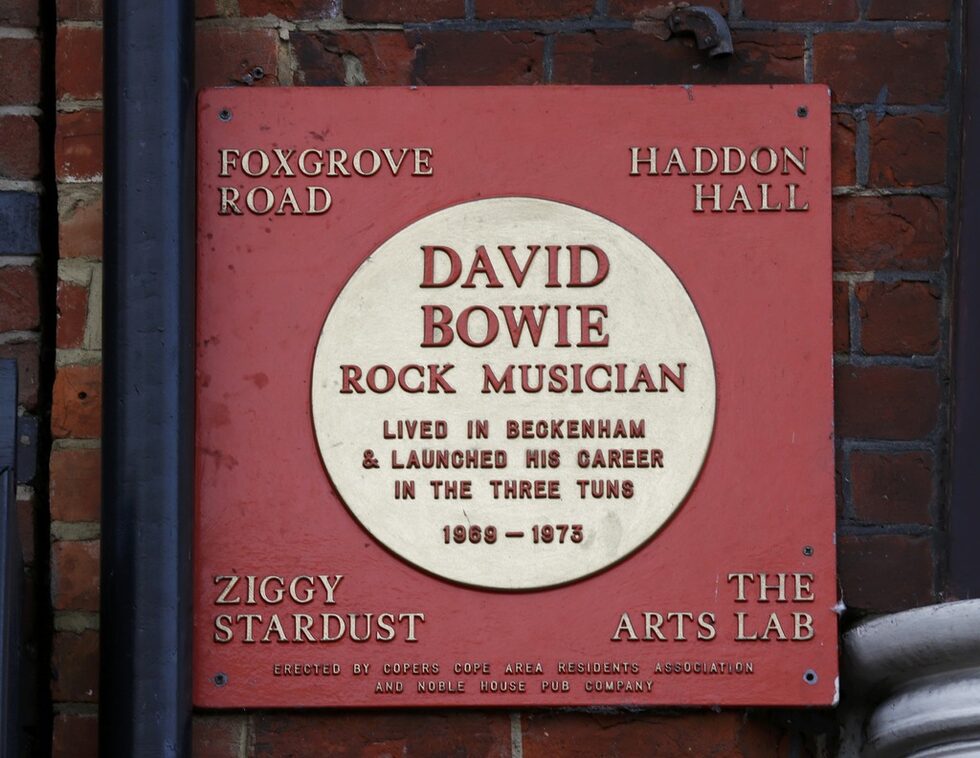 FOXGROVE
ROAD
HADDON
HALL
DAVID
BOWIE
ROCK MUSICIAN
LIVED IN BECKENHAM
& LAUNCHED HIS CAREER
IN THE THREE TUNS
1969 – 1973
ZIGGY
STARDUST
THE
ARTS LAB
ERECTED BY COPERS COPE AREA RESIDENTS ASSOCIATION
AND NOBLE HOUSE PUB COMPANY